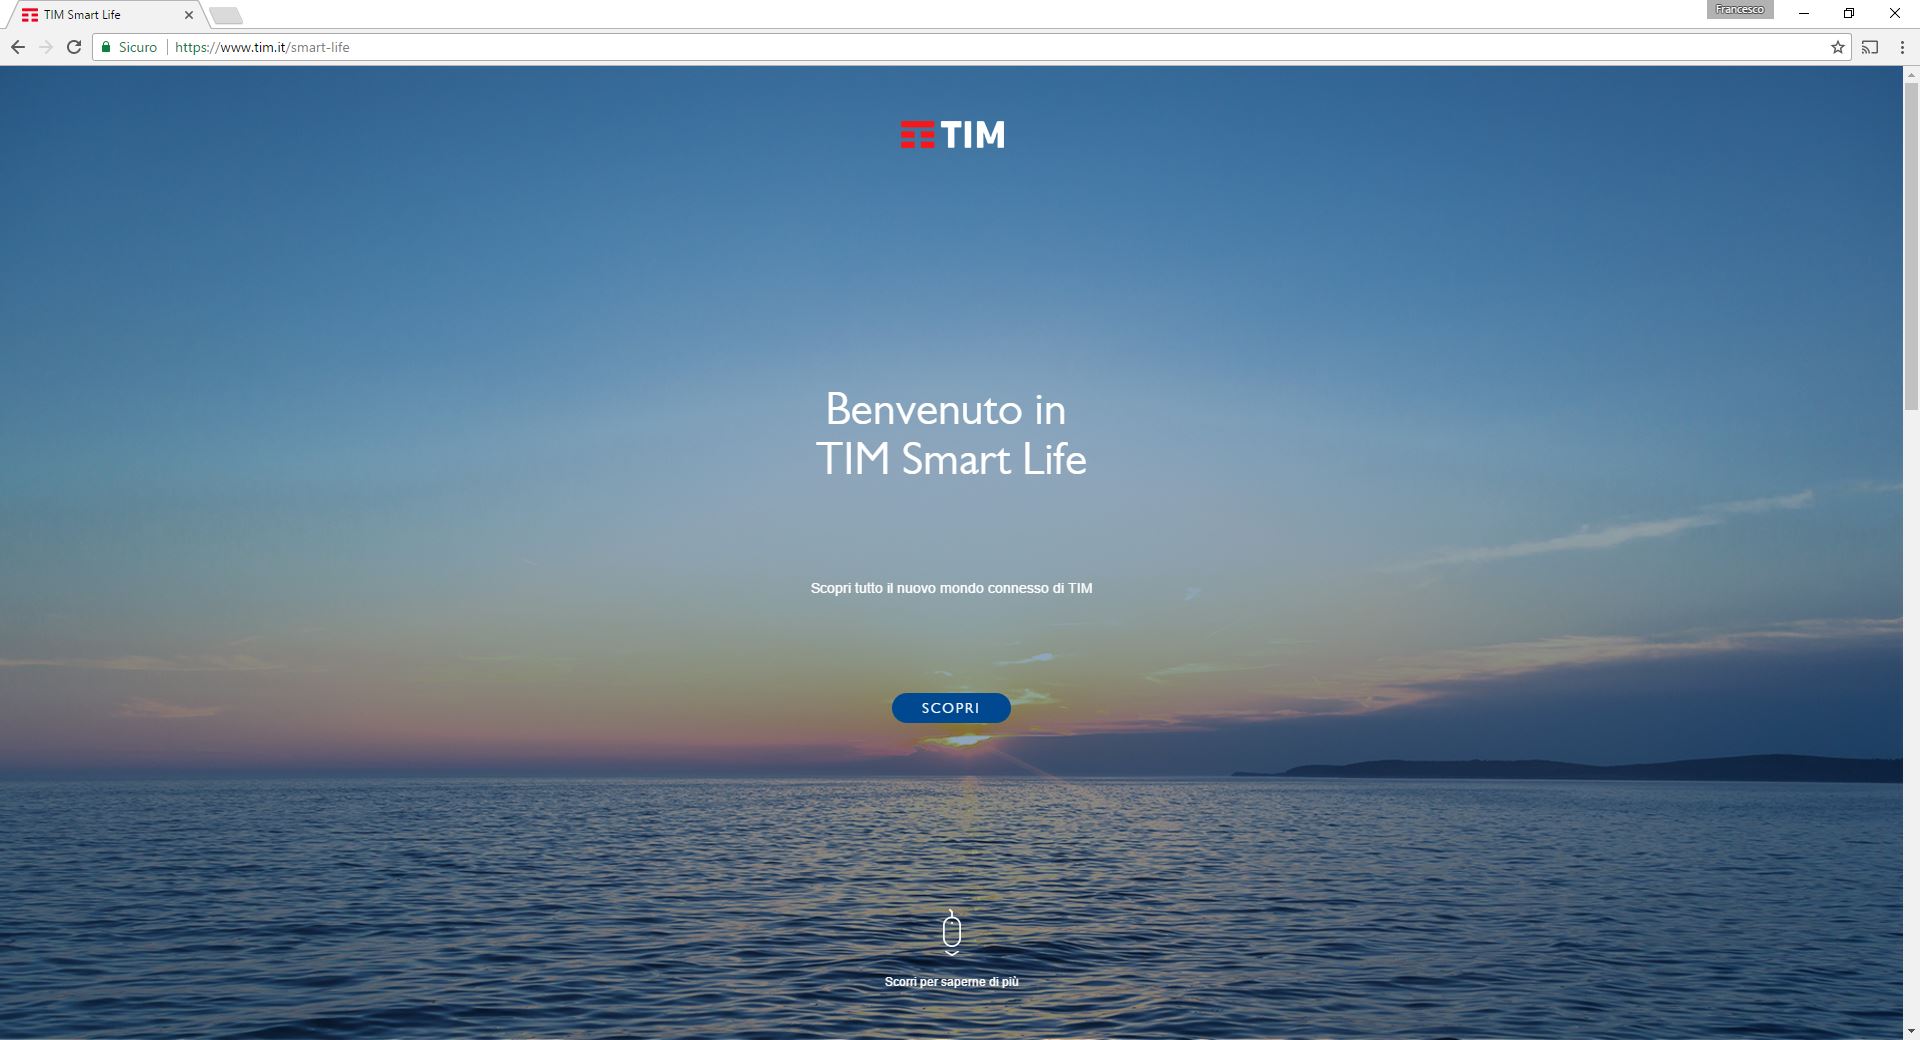 TIM Smart Life
Francesco
Sicuro
https://www.tim.it/smart-life
TIM
Benvenuto in
TIM Smart Life
Scopri tutto il nuovo mondo connesso di TIM
SCOPRI
Scorri per saperne di più